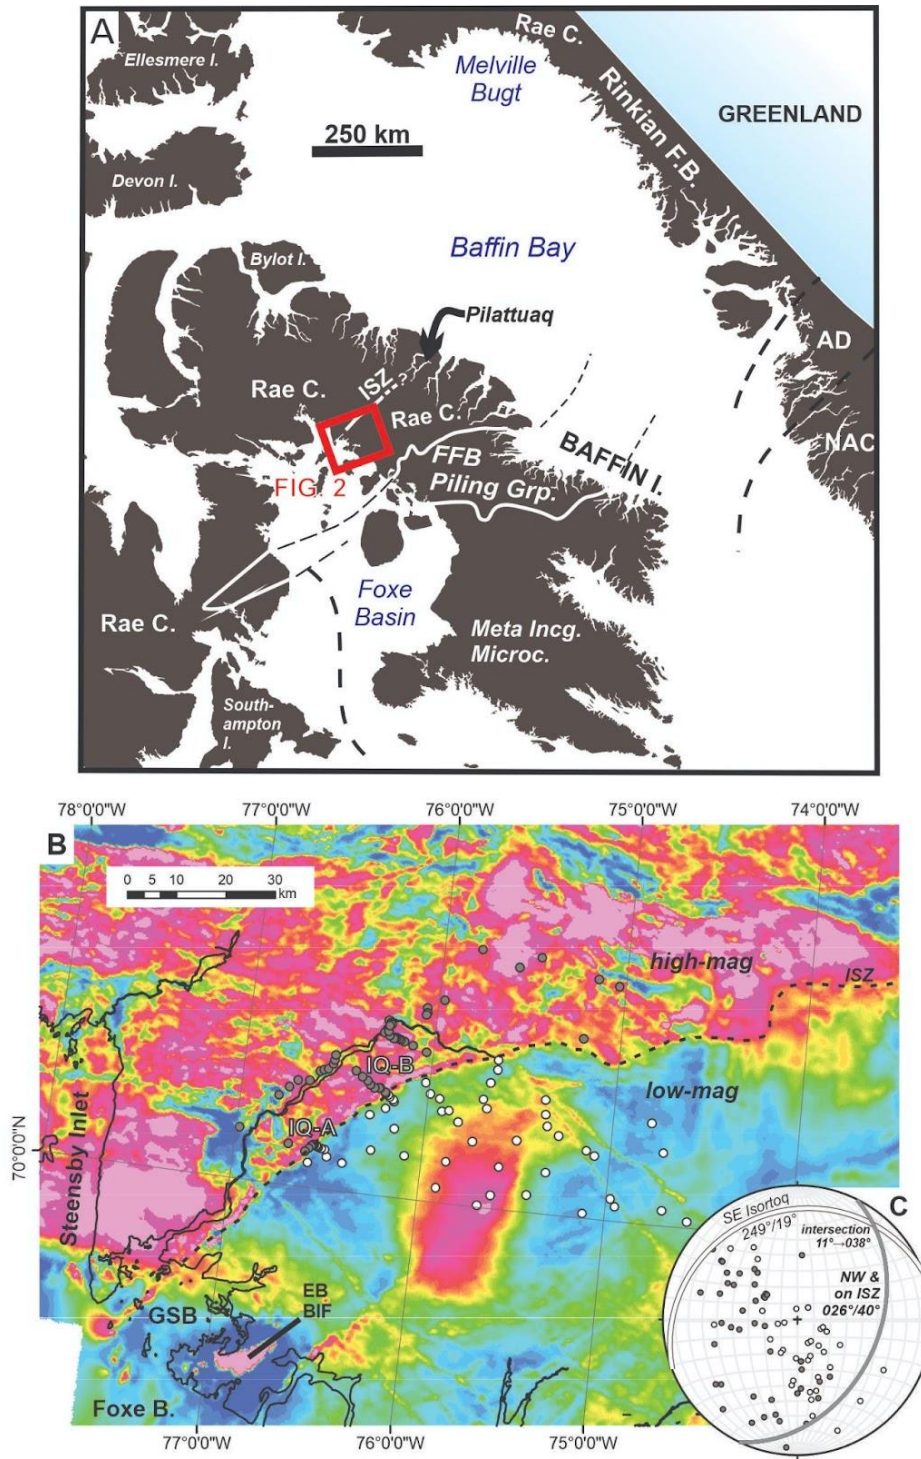 A
Ellesmere I.
Rae C.
Melville
Bugt
Rinkian F.B.
GREENLAND
250 km
Devon I.
Bylot I.
Baffin Bay
Pilattuaq
AD
ISZ
?
Rae C.
Rae C.
NAC
BAFFIN I.
FFB
Piling Grp.
FIG. 2
Foxe
Basin
Rae C.
Meta Incg.
Microc.
South-
ampton
I.
78°0'0"W
77°0'0"W
76°0'0"W
75°0'0"W
74°0'0"W
B
0 5 10 20 30
km
high-mag
ISZ
IQ-B
low-mag
IQ-A
70°0'0"N
Steensby Inlet
C
SE Isortoq
249°/19°
intersection
11°→038°
NW &
on ISZ
026°/40°
EB
BIF
GSB
Foxe B.
77°0'0"W
76°0'0"W
75°0'0"W